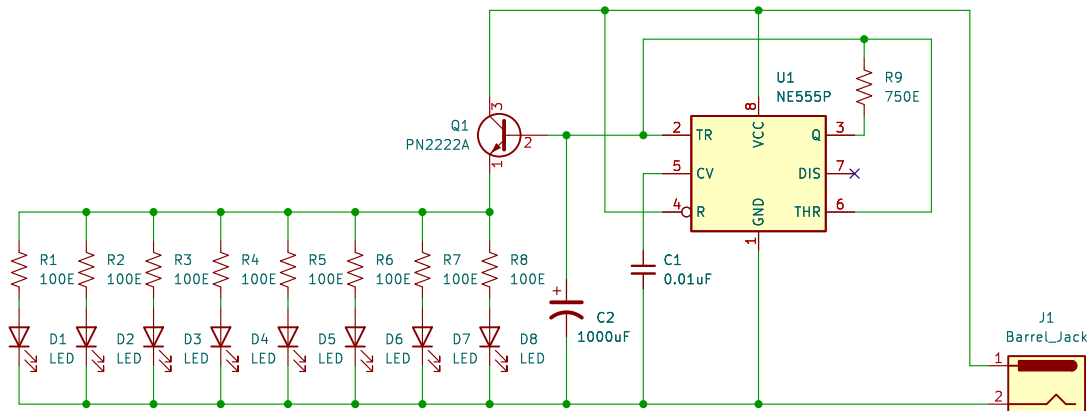 U1
NE555P
R9
750E
Q1
PN2222A
3
2
1
8
VCC
2
TR
Q
3
5
CV
DIS
7
4
R
THR
6
GND
1
R1
100E
R2
100E
R3
100E
R4
100E
R5
100E
R6
100E
R7
100E
R8
100E
C1
0.01uF
+
C2
1000uF
D1
LED
D2
LED
D3
LED
D4
LED
D5
LED
D6
LED
D7
LED
D8
LED
J1
Barrel_Jack
1
2